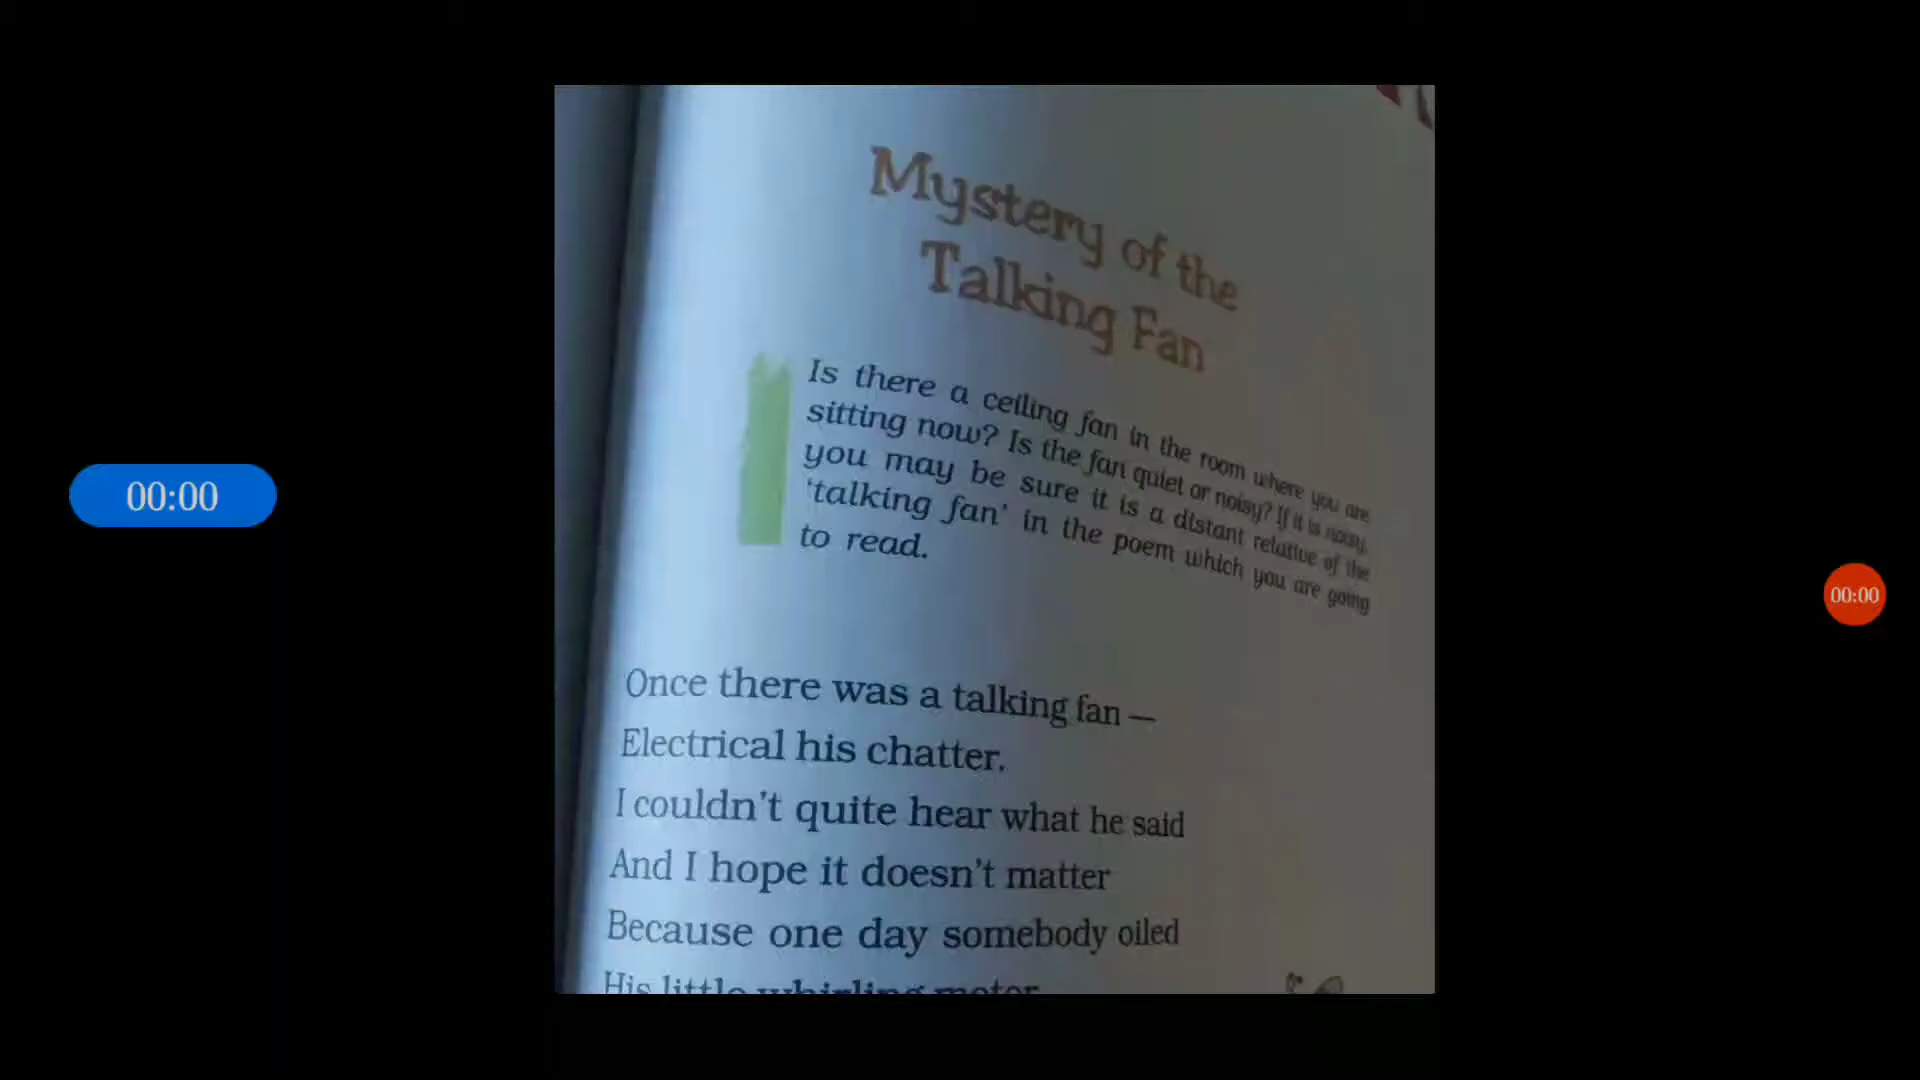 Mystery of the
Talking Fan
Is there a ceiling fan in the room where you are
sitting now? Is the fan quiet or noisy? If it is noisy,
you may be sure it is a distant relative of the
'talking fan' in the poem which you are going
to read.
00:00
00:00
Once there was a talking fan —
Electrical his chatter.
I couldn't quite hear what he said
And I hope it doesn't matter
Because one day somebody oiled
His little whirling motor